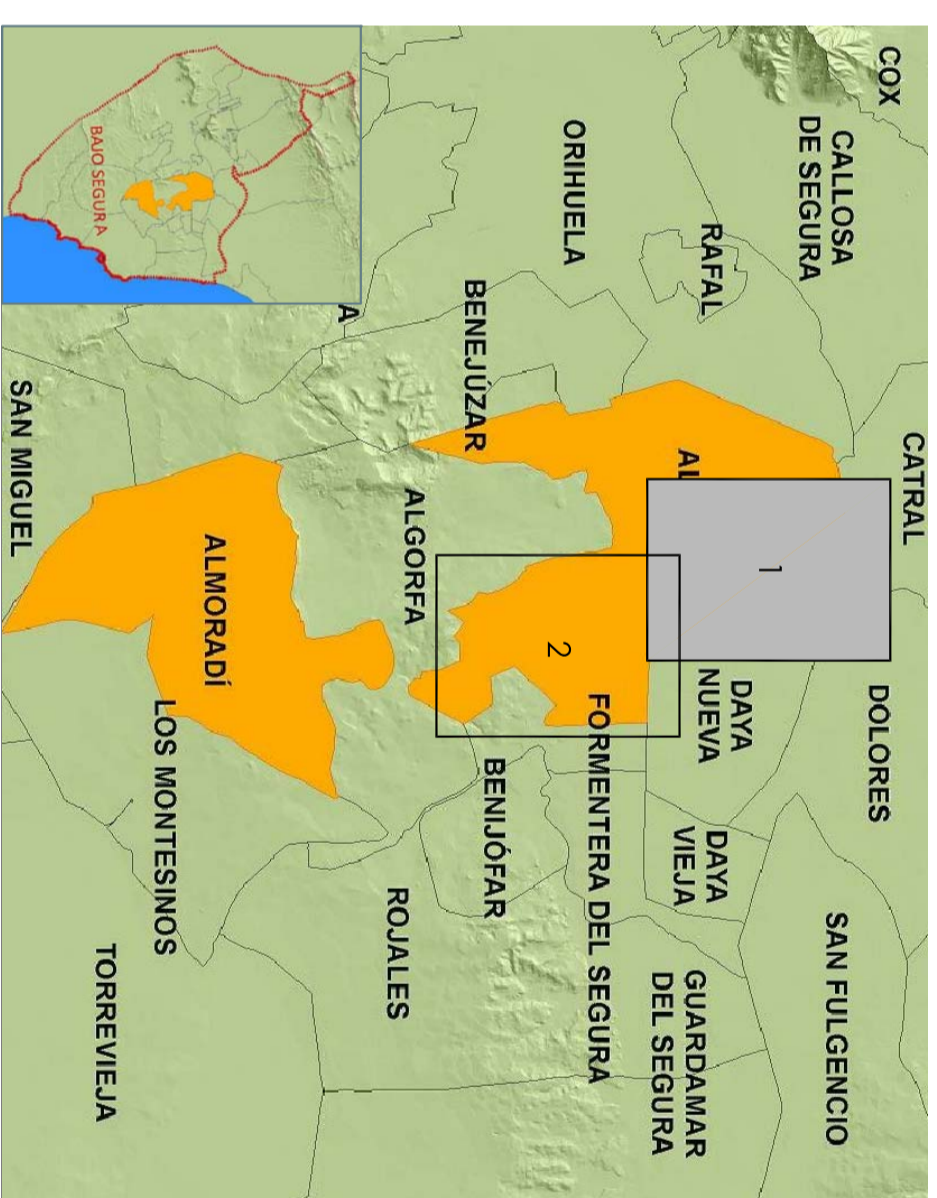 COX
CATRAL
DOLORES
CALLOSA
DE SEGURA
SAN FULGENCIO
1
RAFAL
AL
DAYA
NUEVA
DAYA
VIEJA
GUARDAMAR
DEL SEGURA
ORIHUELA
2
FORMENTERA DEL SEGURA
BENEJÚZAR
BENIJÓFAR
ALGORFA
ROJALES
A
ALMORADÍ
LOS MONTESINOS
TORREVIEJA
SAN MIGUEL
BAJO SEGURA